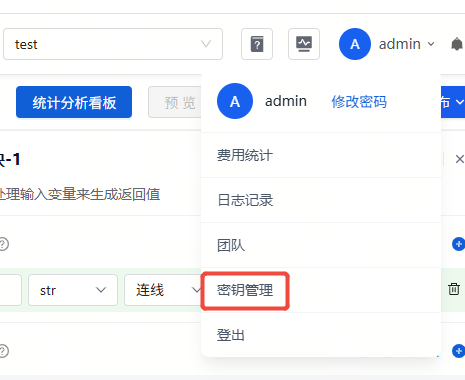 test
A admin
统计分析看板
预 览
布
A admin 修改密码
块-1
费用统计
处理输入变量来生成返回值
日志记录
团队
str
连线
密钥管理
登出